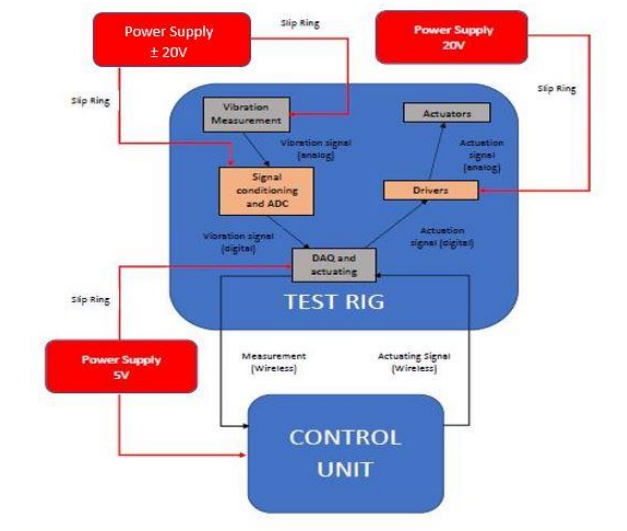 Power Supply
± 20V
Slip Ring
Power Supply
20V
Slip Ring
Slip Ring
Vibration
Measurement
Actuators
Vibration signal
(analog)
Actuation
signal
(analog)
Signal
conditioning
and ADC
Drivers
Vibration signal
(digital)
Actuation
signal (digital)
DAQ and
actuating
Slip Ring
TEST RIG
Power Supply
5V
Measurement
(Wireless)
Actuating Signal
(Wireless)
CONTROL
UNIT